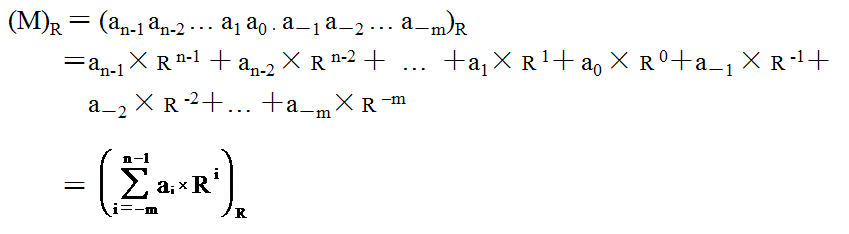 (M)R = (an-1 an-2 … a1 a0 . a−1 a−2 … a−m)R
=an-1 × R n-1 + an-2 × R n-2 + … +a1× R 1+ a0 × R 0+a−1 × R -1+
a−2 × R -2+… +a−m× R −m
= ( n−1 ∑ i=−m ai × R i )R